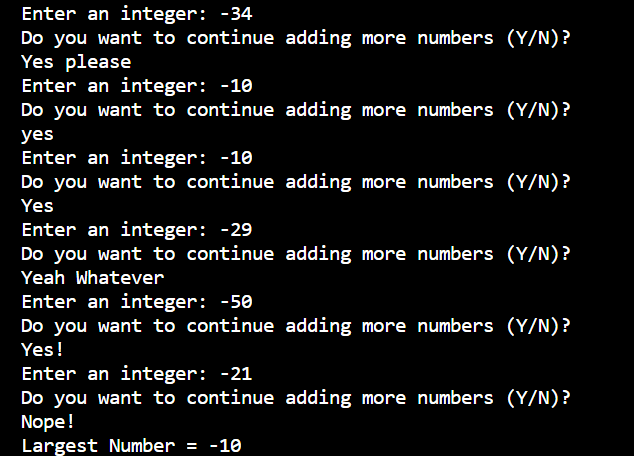 Enter an integer: -34
Do you want to continue adding more numbers (Y/N)?
Yes please
Enter an integer: -10
Do you want to continue adding more numbers (Y/N)?
yes
Enter an integer: -10
Do you want to continue adding more numbers (Y/N)?
Yes
Enter an integer: -29
Do you want to continue adding more numbers (Y/N)?
Yeah Whatever
Enter an integer: -50
Do you want to continue adding more numbers (Y/N)?
Yes!
Enter an integer: -21
Do you want to continue adding more numbers (Y/N)?
Nope!
Largest Number = -10